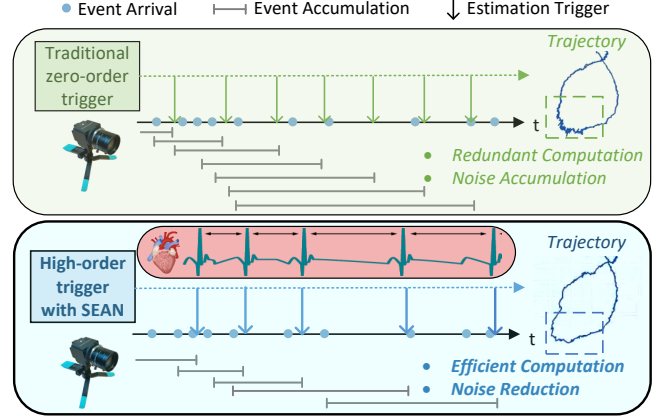 Event Arrival Event Accumulation Estimation Trigger
Traditional
zero-order
trigger
Trajectory
t
Redundant Computation
Noise Accumulation
High-order
trigger
with SEAN
Trajectory
t
Efficient Computation
Noise Reduction